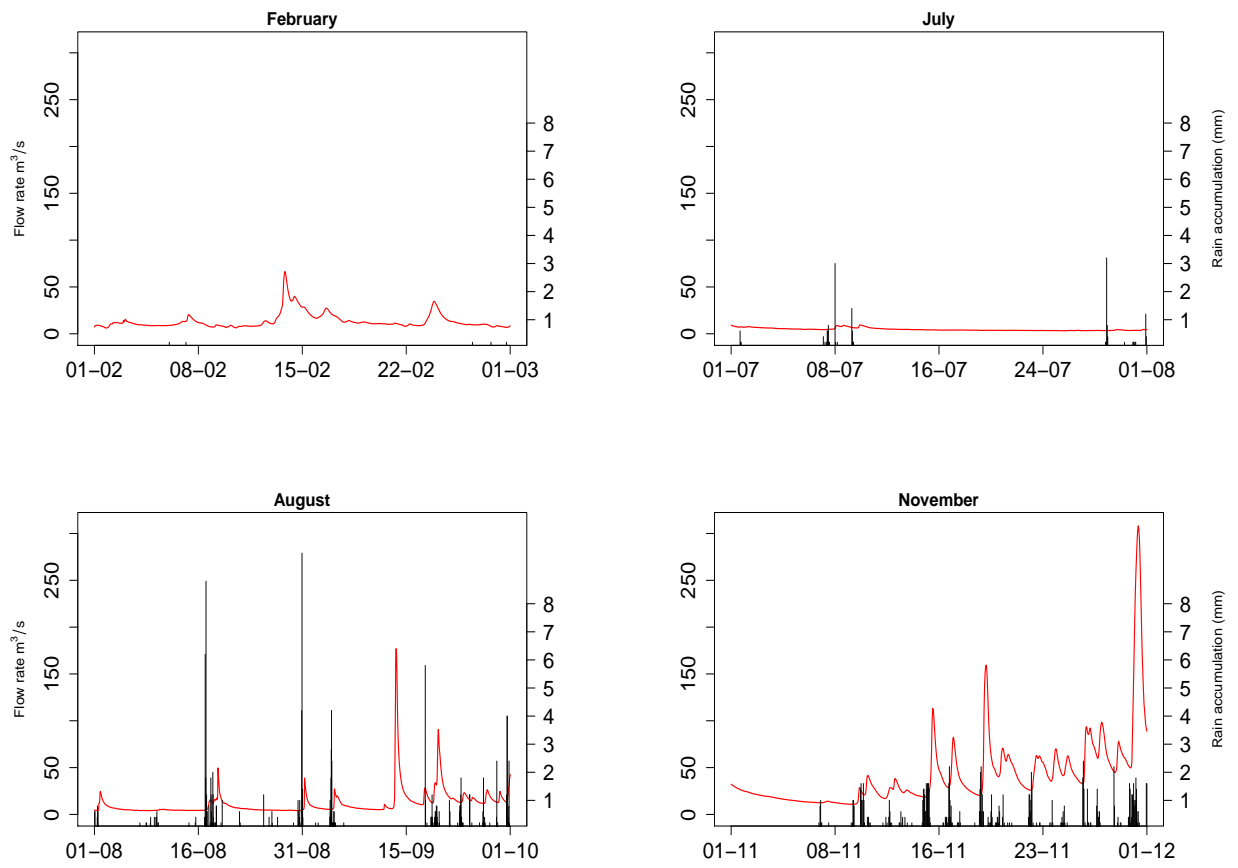 February
Flow rate m³/s
0 50 150 250
1 2 3 4 5 6 7 8
01−02 08−02 15−02 22−02 01−03
July
0 50 150 250
1 2 3 4 5 6 7 8
Rain accumulation (mm)
01−07 08−07 16−07 24−07 01−08
August
Flow rate m³/s
0 50 150 250
1 2 3 4 5 6 7 8
01−08 16−08 31−08 15−09 01−10
November
0 50 150 250
1 2 3 4 5 6 7 8
Rain accumulation (mm)
01−11 08−11 16−11 23−11 01−12